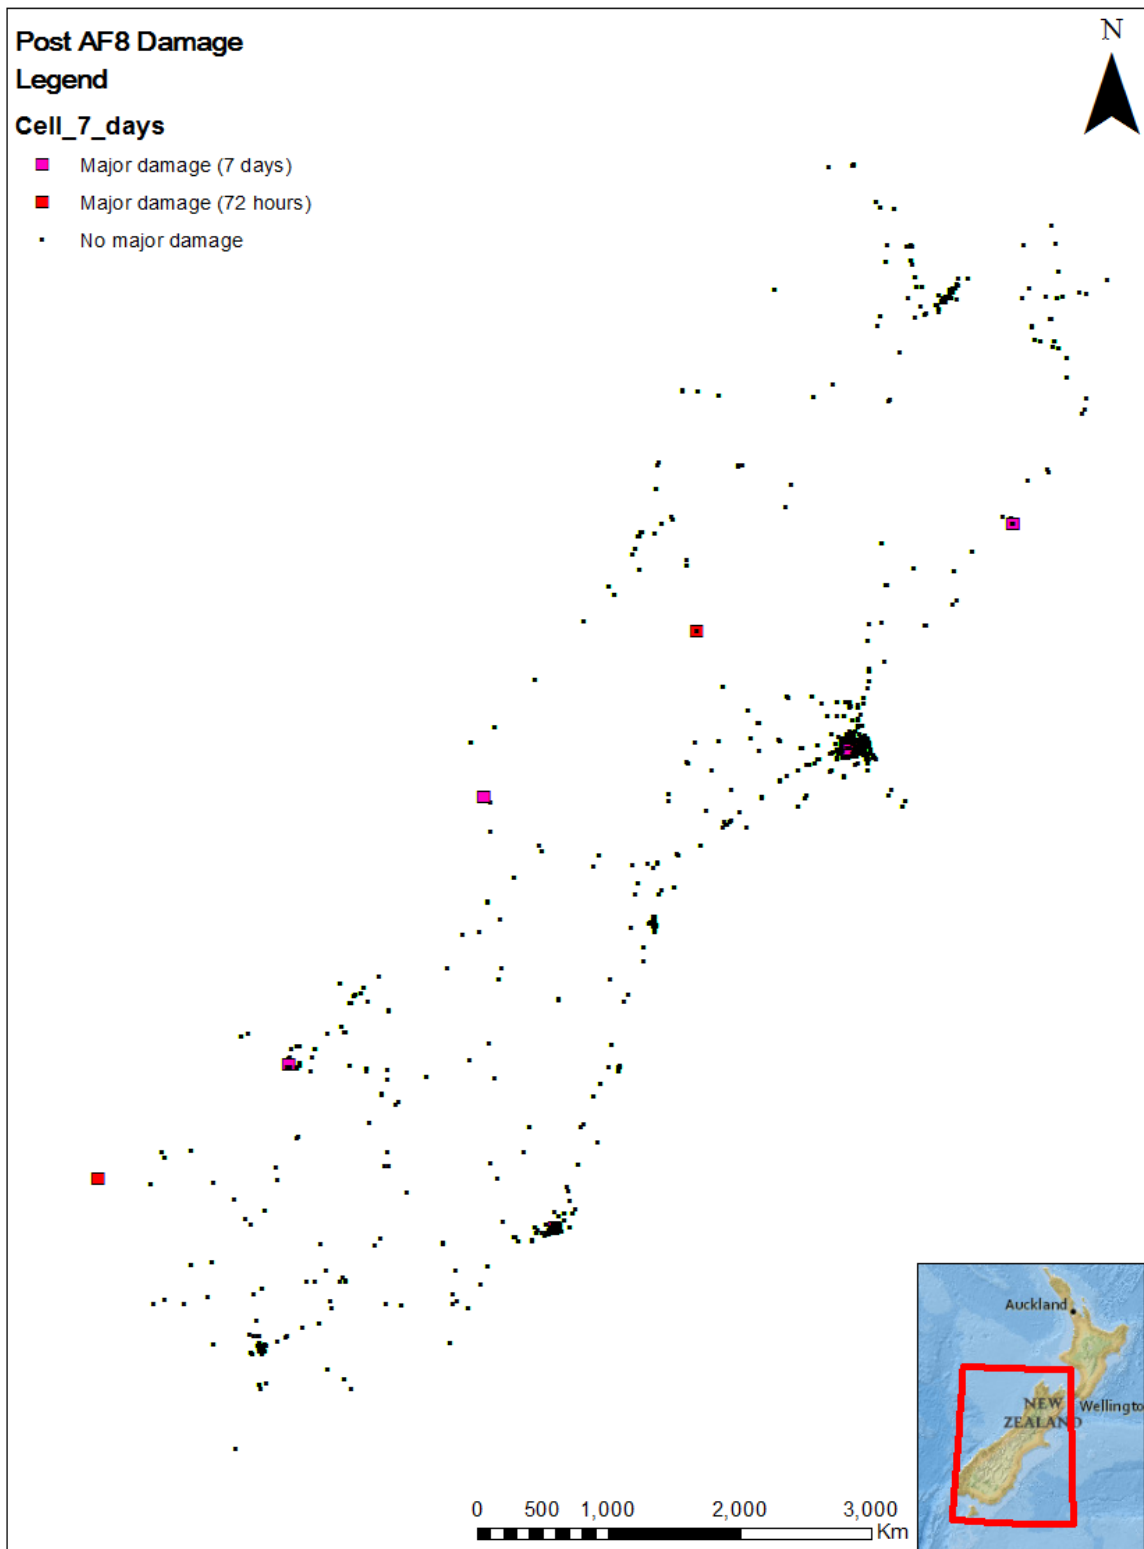 Post AF8 Damage
Legend
Cell_7_days
Major damage (7 days)
Major damage (72 hours)
No major damage
N
Auckland
NEW
ZEALAND
Wellingto
0 500 1,000 2,000 3,000
Km